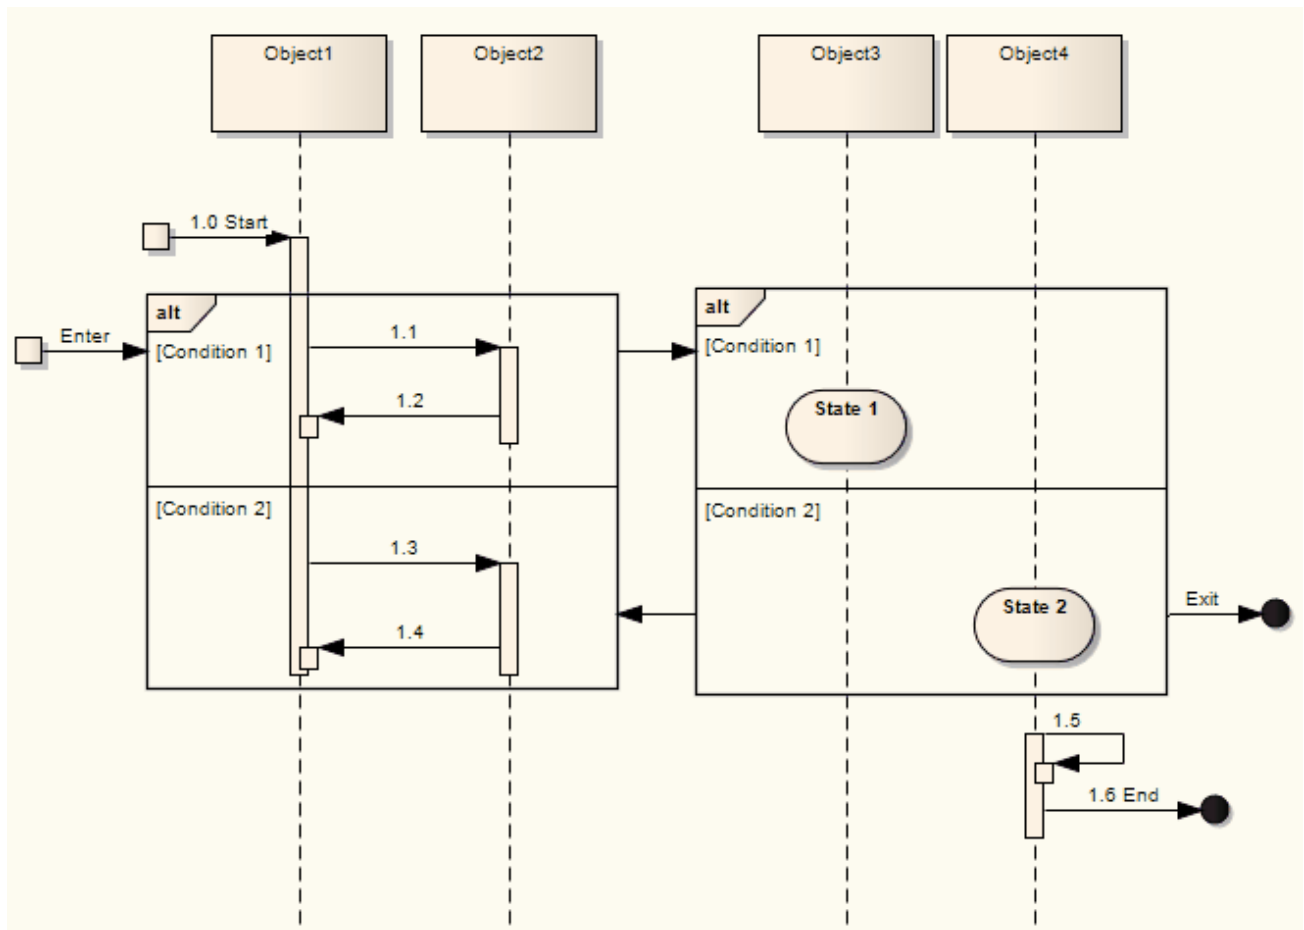 Object1
Object2
Object3
Object4
1.0 Start
alt
alt
Enter
[Condition 1]
1.1
[Condition 1]
1.2
State 1
[Condition 2]
[Condition 2]
1.3
1.4
State 2
Exit
1.5
1.6 End